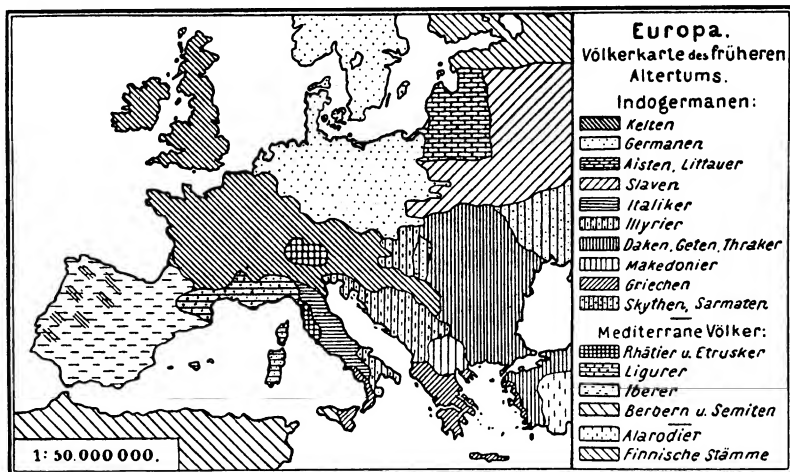 Europa.
Völkerkarte des früheren
Altertums.
Indogermanen:
Kelten
Germanen
Aisten, Littauer
Slaven
Italiker
Illyrier
Daken, Geten, Thraker
Makedonier
Griechen
Skythen, Sarmaten
Mediterrane Völker:
Rhätier u. Etrusker
Ligurer
Iberer
Berbern u. Semiten
Alarodier
Finnische Stämme
1: 50.000 000.